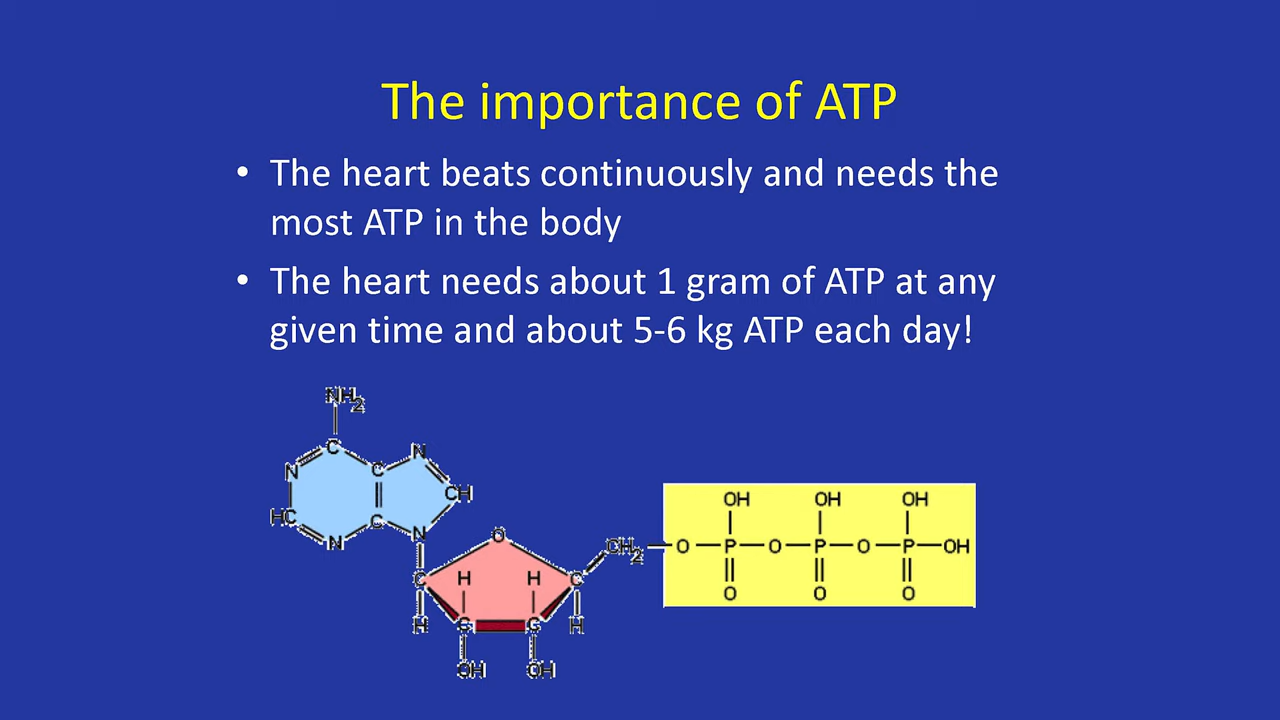 The importance of ATP
• The heart beats continuously and needs the
most ATP in the body
• The heart needs about 1 gram of ATP at any
given time and about 5-6 kg ATP each day!
NH2
C
N C N
HC C CH
N N
OH OH OH
O P O P O P OH
O O O
O
CH2
C H H C
H C C H
OH OH